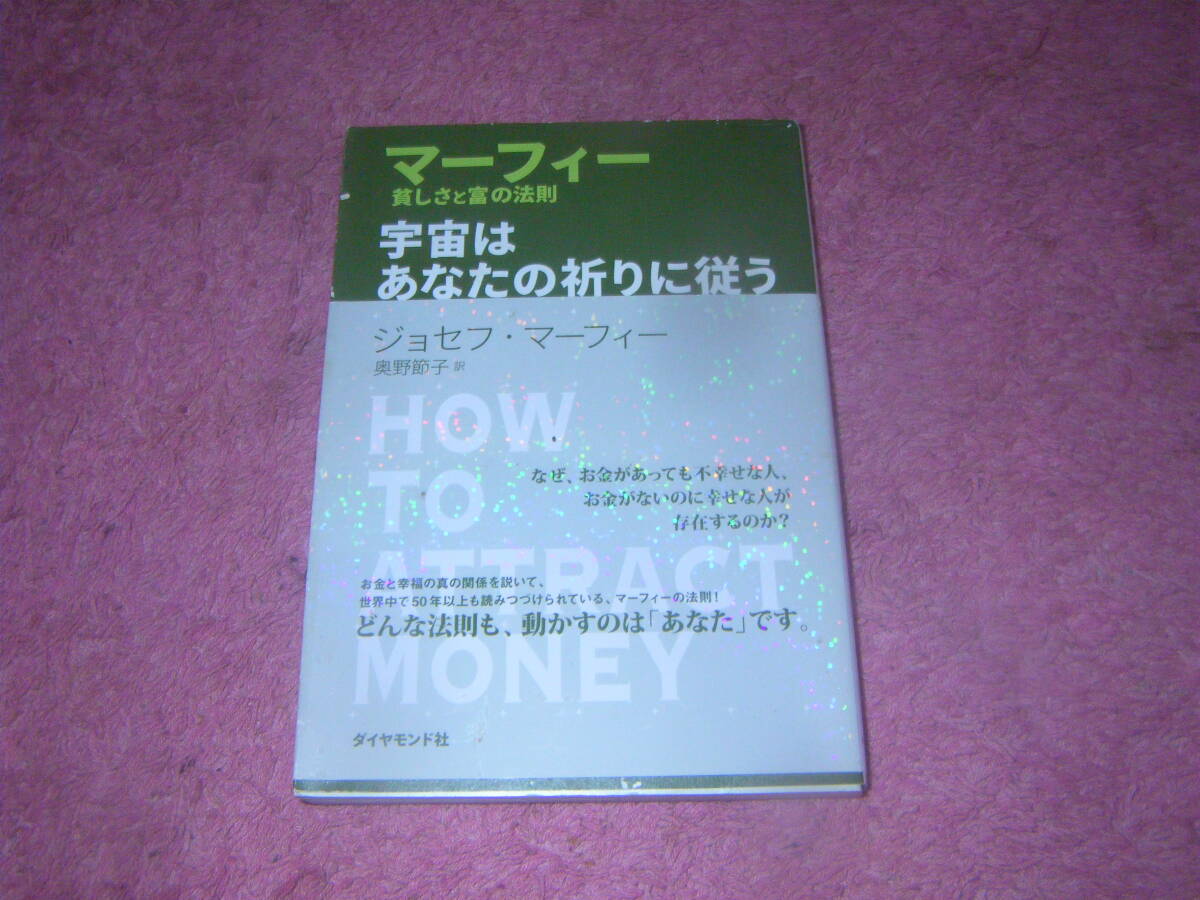 マーフィー
貧しさと富の法則
宇宙は
あなたの祈りに従う
ジョセフ・マーフィー
奥野節子 訳
HOW
TO
ATTRACT
MONEY
なぜ、お金があっても不幸せな人、
お金がないのに幸せな人が
存在するのか?
お金と幸福の真の関係を説いて、
世界中で50年以上も読みつづけられている、マーフィーの法則!
どんな法則も、動かすのは「あなた」です。
ダイヤモンド社